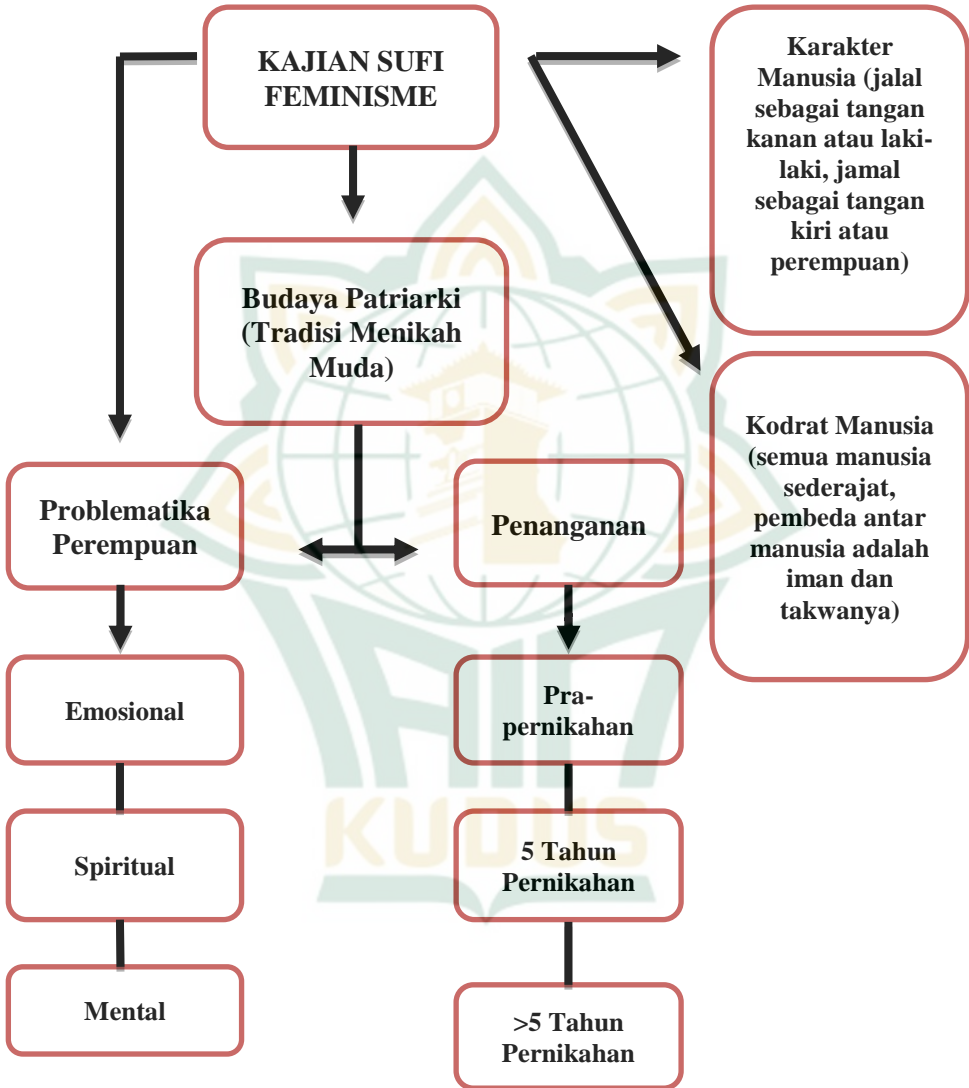 KAJIAN SUFI
FEMINISME
Karakter
Manusia (jalal
sebagai tangan
kanan atau laki-
laki, jamal
sebagai tangan
kiri atau
perempuan)
Budaya Patriarki
(Tradisi Menikah
Muda)
Kodrat Manusia
(semua manusia
sederajat,
pembeda antar
manusia adalah
iman dan
takwanya)
Problematika
Perempuan
Penanganan
Emosional
Spiritual
Mental
Pra-
pernikahan
5 Tahun
Pernikahan
>5 Tahun
Pernikahan
KUDUS